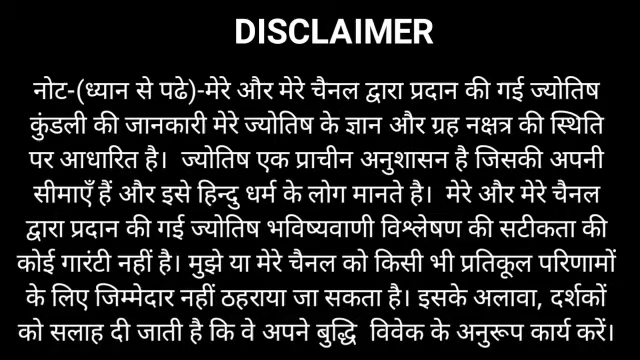 DISCLAIMER
नोट-(ध्यान से पढे)-मेरे और मेरे चैनल द्वारा प्रदान की गई ज्योतिष
कुंडली की जानकारी मेरे ज्योतिष के ज्ञान और ग्रह नक्षत्र की स्थिति
पर आधारित है। ज्योतिष एक प्राचीन अनुशासन है जिसकी अपनी
सीमाएँ हैं और इसे हिन्दु धर्म के लोग मानते है। मेरे और मेरे चैनल
द्वारा प्रदान की गई ज्योतिष भविष्यवाणी विश्लेषण की सटीकता की
कोई गारंटी नहीं है। मुझे या मेरे चैनल को किसी भी प्रतिकूल परिणामों
के लिए जिम्मेदार नहीं ठहराया जा सकता है। इसके अलावा, दर्शकों
को सलाह दी जाती है कि वे अपने बुद्धि विवेक के अनुरूप कार्य करें।